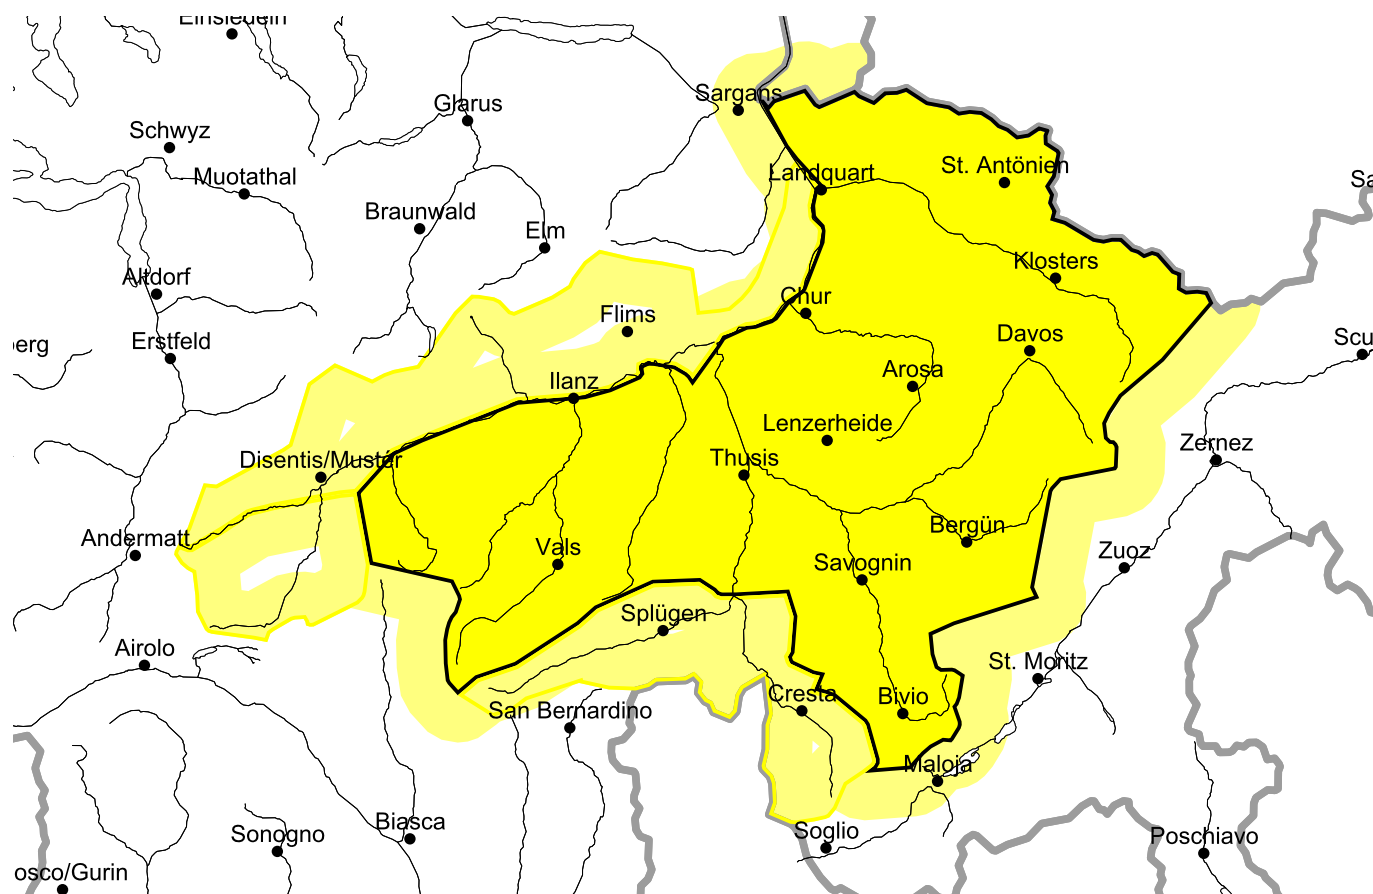 Einsiedeln
Sargans
Glarus
Schwyz
St. Antönien
Landquart
Muotathal
Sa
Braunwald
Elm
Klosters
Altdorf
Chur
Flims
Davos
Scu
Erstfeld
erg
Arosa
Ilanz
Lenzerheide
Zernez
Thusis
Disentis/Mustér
Bergün
Andermatt
Vals
Zuoz
Savognin
Splügen
Airolo
St. Moritz
Cresta
Bivio
San Bernardino
Maloja
Biasca
Soglio
Sonogno
Poschiavo
osco/Gurin